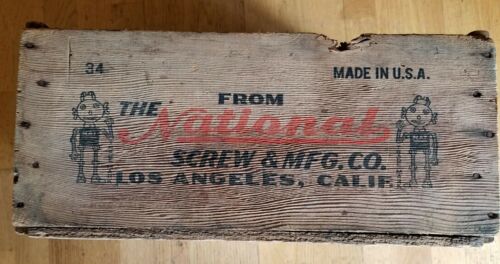 34
MADE IN U.S.A.
FROM
THE National
SCREW & MFG. CO.
LOS ANGELES, CALIF.